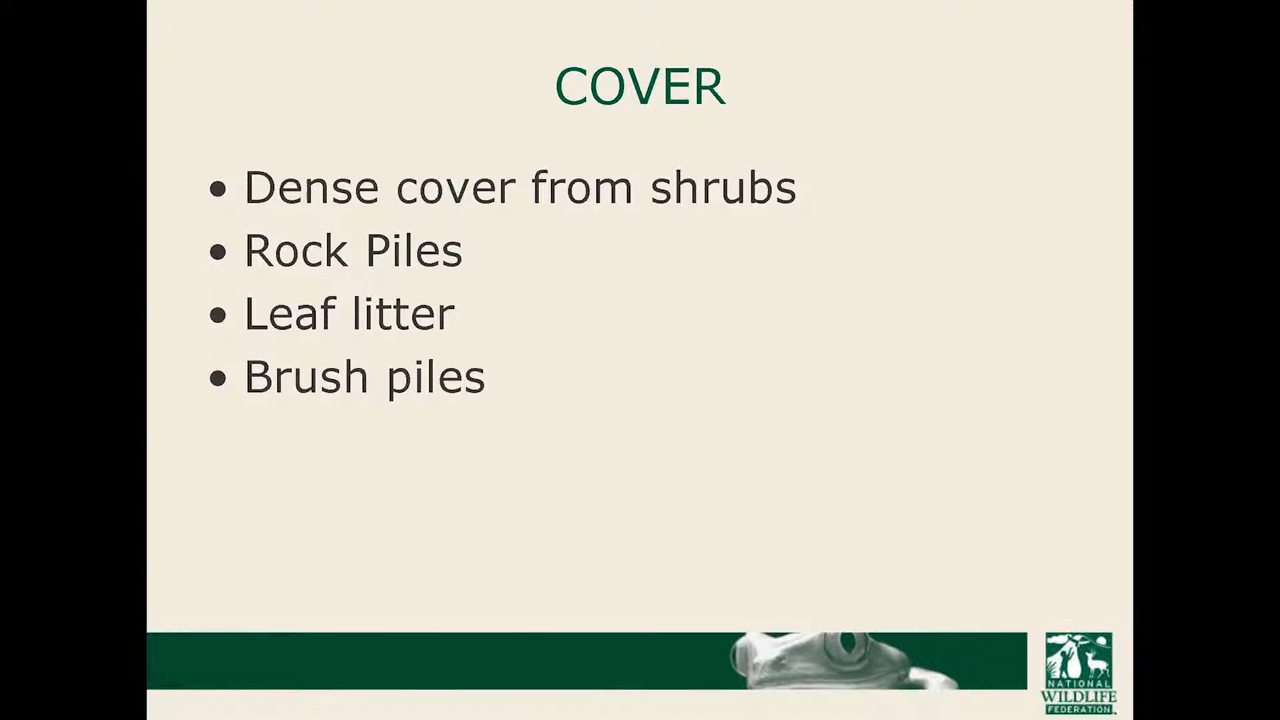 COVER
• Dense cover from shrubs
• Rock Piles
• Leaf litter
• Brush piles
NATIONAL
WILDLIFE
FEDERATION